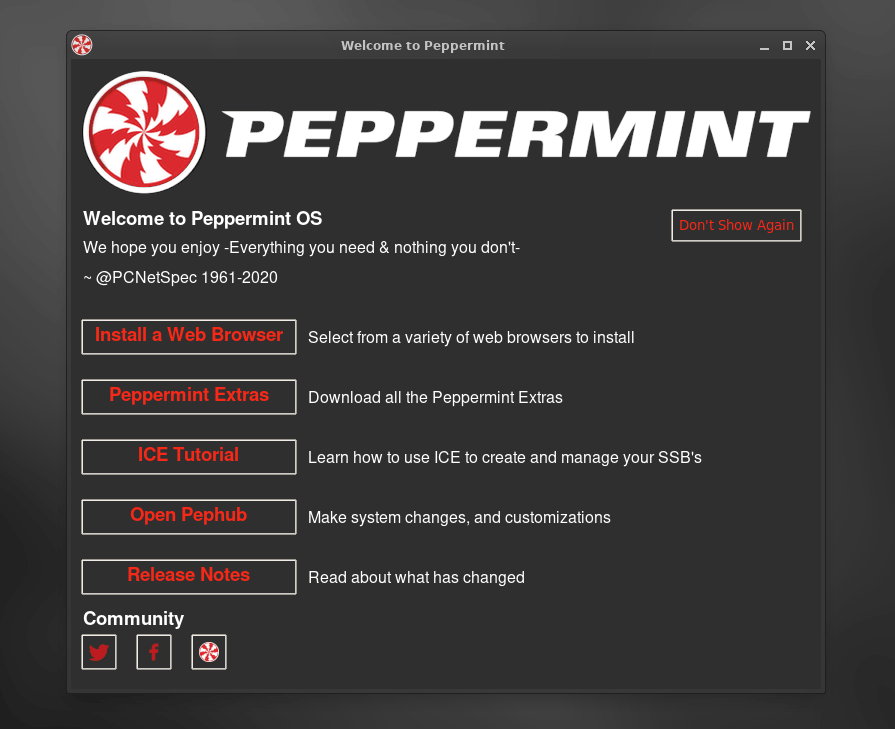 Welcome to Peppermint
PEPPERMINT
Welcome to Peppermint OS
Don't Show Again
We hope you enjoy -Everything you need & nothing you don't-
~ @PCNetSpec 1961-2020
Install a Web Browser Select from a variety of web browsers to install
Peppermint Extras Download all the Peppermint Extras
ICE Tutorial Learn how to use ICE to create and manage your SSB's
Open Pephub Make system changes, and customizations
Release Notes Read about what has changed
Community